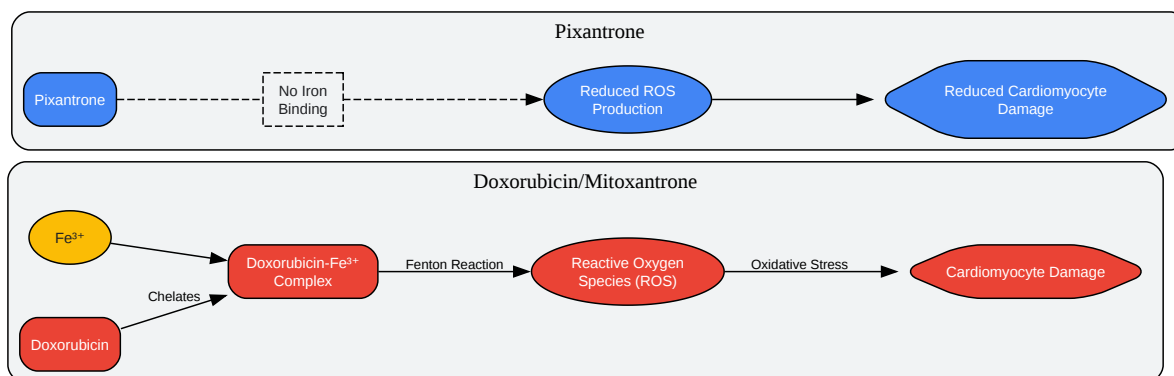 Pixantrone
Pixantrone
No Iron
Binding
Reduced ROS
Production
Reduced Cardiomyocyte
Damage
Doxorubicin/Mitoxantrone
Fe³⁺
Chelates
Doxorubicin
Doxorubicin-Fe³⁺
Complex
Fenton Reaction
Reactive Oxygen
Species (ROS)
Oxidative Stress
Cardiomyocyte Damage